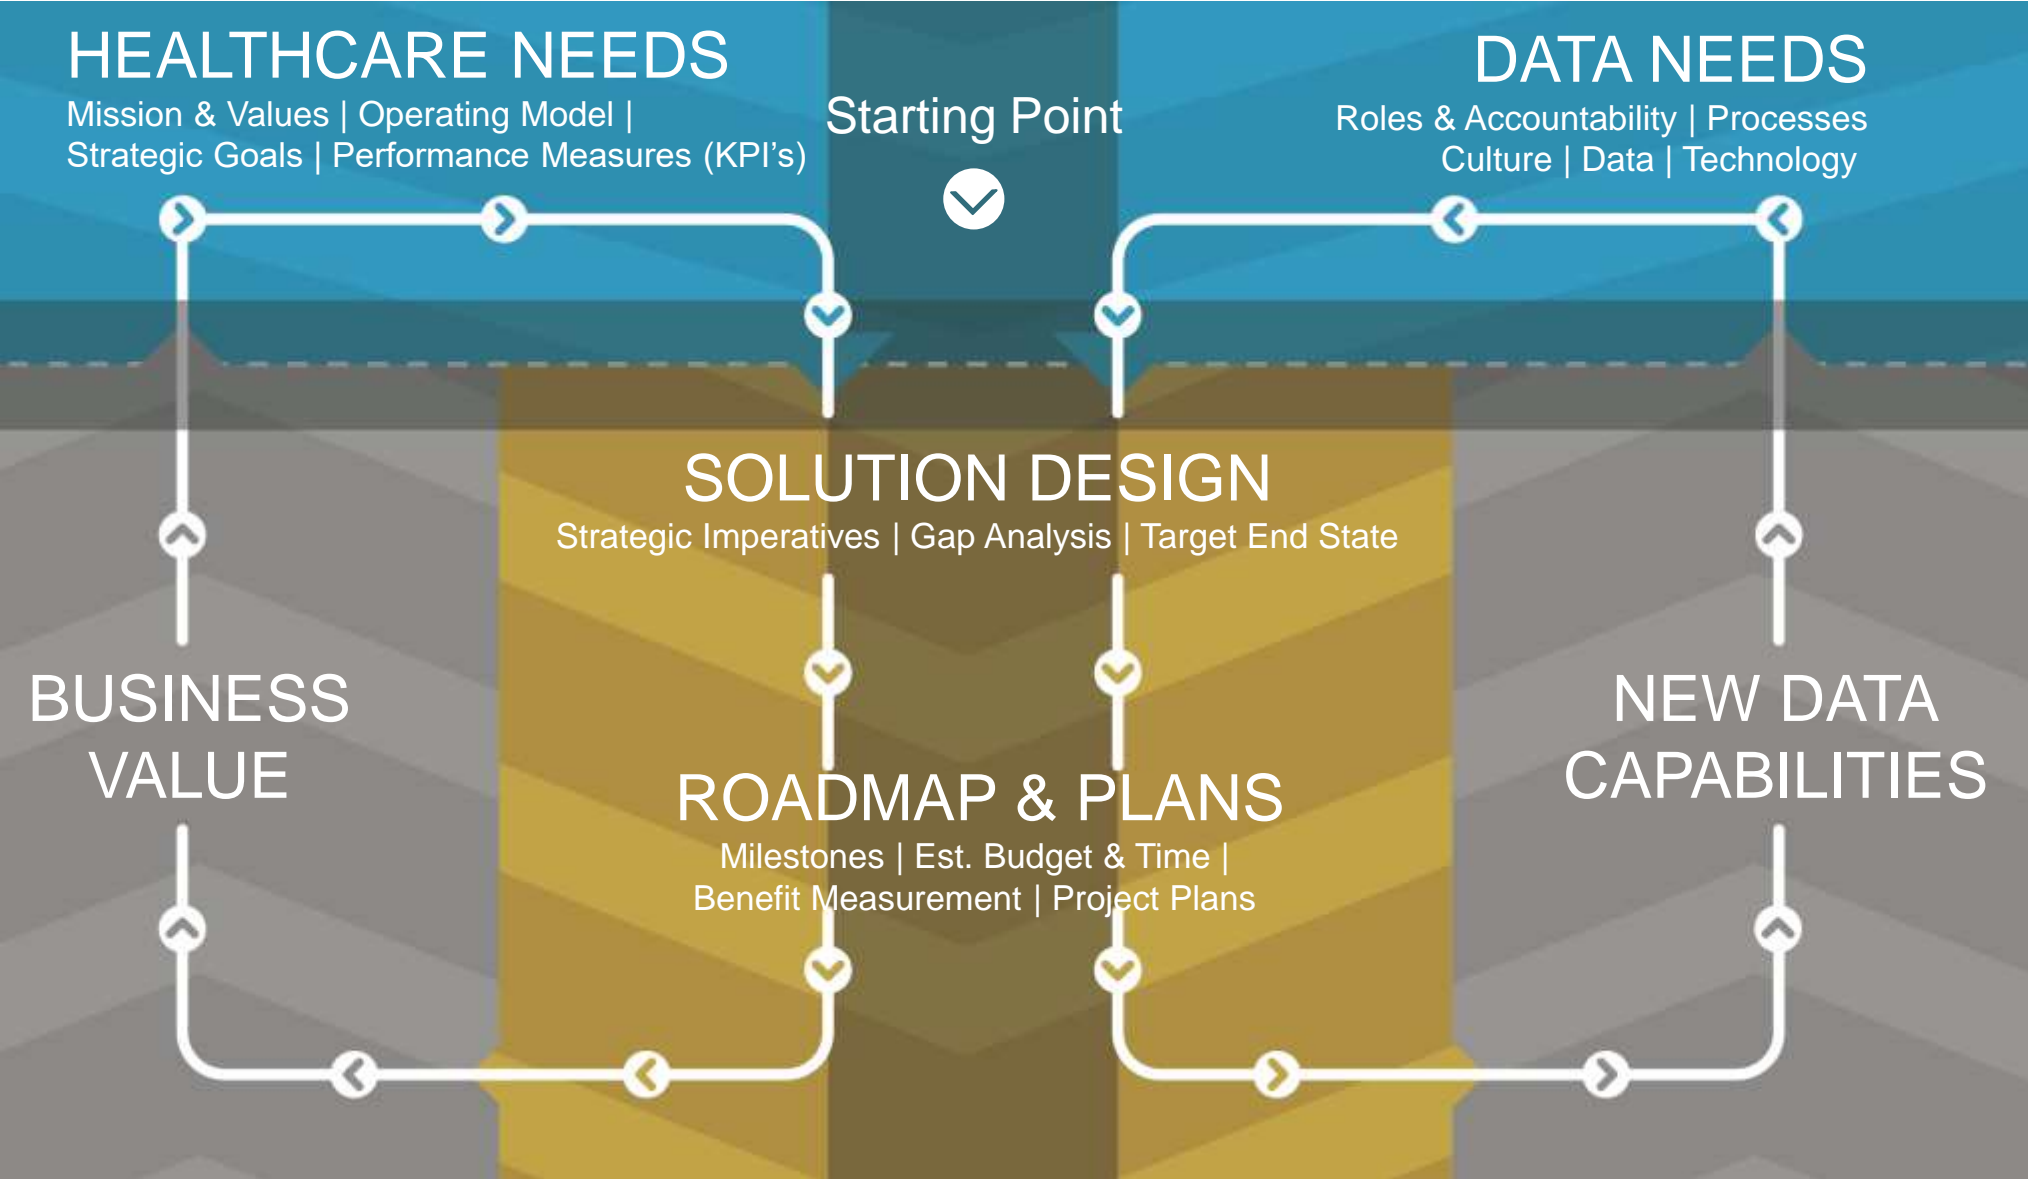 HEALTHCARE NEEDS
Mission & Values | Operating Model |
Strategic Goals | Performance Measures (KPI’s)
Starting Point
DATA NEEDS
Roles & Accountability | Processes
Culture | Data | Technology
SOLUTION DESIGN
Strategic Imperatives | Gap Analysis | Target End State
BUSINESS
VALUE
NEW DATA
CAPABILITIES
ROADMAP & PLANS
Milestones | Est. Budget & Time |
Benefit Measurement | Project Plans